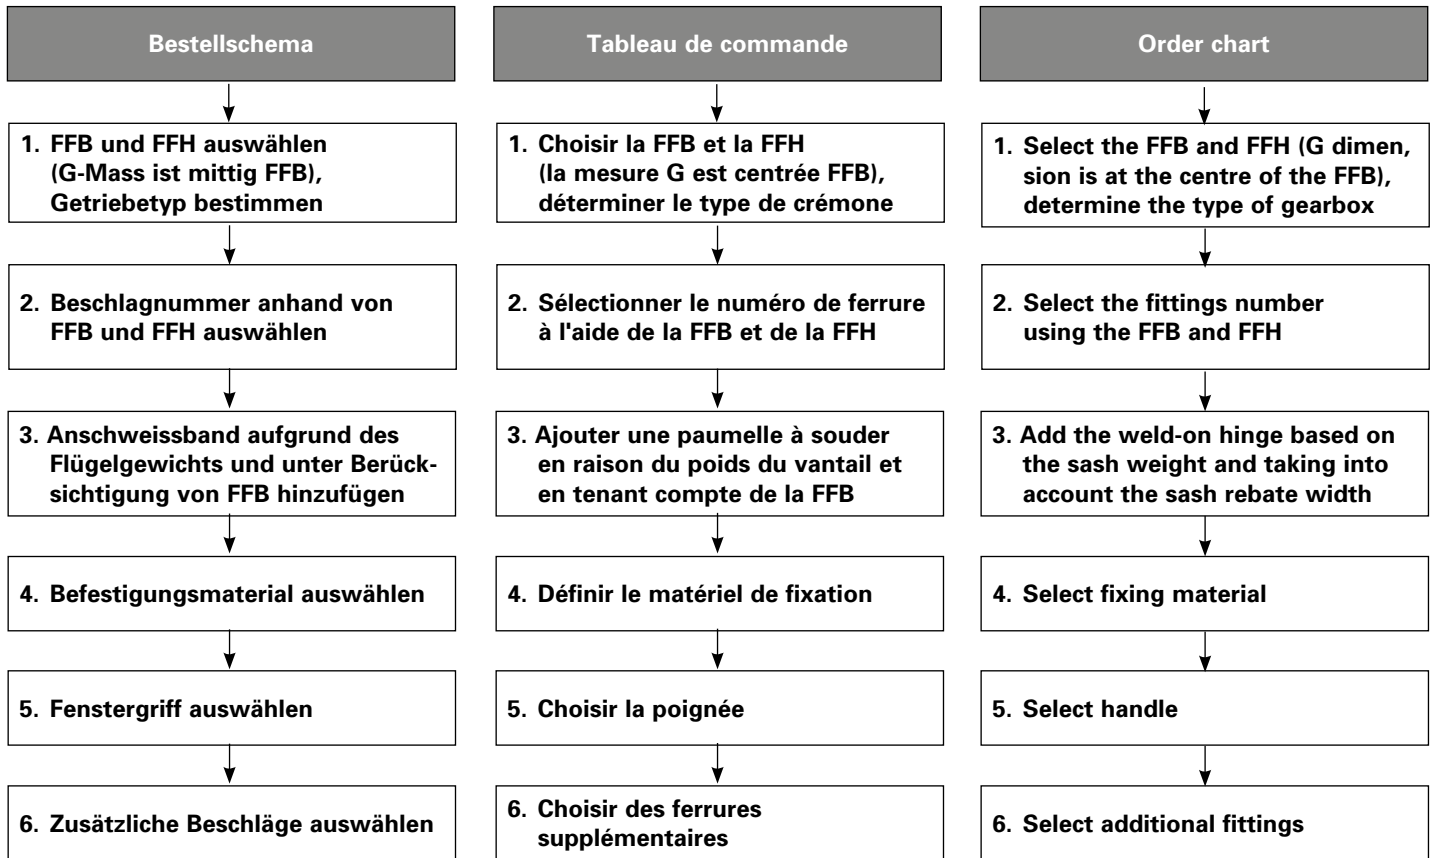 Bestellschema
1. FFB und FFH auswählen
(G-Mass ist mittig FFB),
Getriebetyp bestimmen
2. Beschlagnummer anhand von
FFB und FFH auswählen
3. Anschweissband aufgrund des
Flügelgewichts und unter Berück-
sichtigung von FFB hinzufügen
4. Befestigungsmaterial auswählen
5. Fenstergriff auswählen
6. Zusätzliche Beschläge auswählen
Tableau de commande
1. Choisir la FFB et la FFH
(la mesure G est centrée FFB),
déterminer le type de crémone
2. Sélectionner le numéro de ferrure
à l'aide de la FFB et de la FFH
3. Ajouter une paumelle à souder
en raison du poids du vantail et
en tenant compte de la FFB
4. Définir le matériel de fixation
5. Choisir la poignée
6. Choisir des ferrures
supplémentaires
Order chart
1. Select the FFB and FFH (G dimen,
sion is at the centre of the FFB),
determine the type of gearbox
2. Select the fittings number
using the FFB and FFH
3. Add the weld-on hinge based on
the sash weight and taking into
account the sash rebate width
4. Select fixing material
5. Select handle
6. Select additional fittings